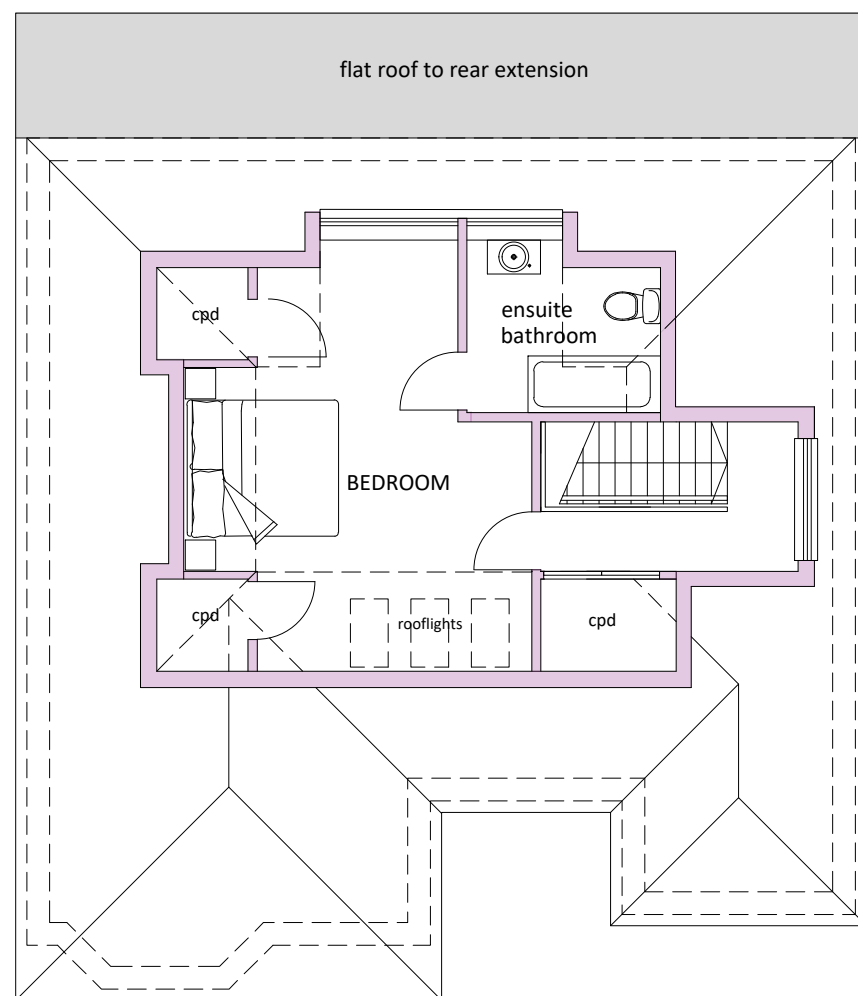 flat roof to rear extension
cpd
ensuite
bathroom
BEDROOM
cpd
rooflights
cpd